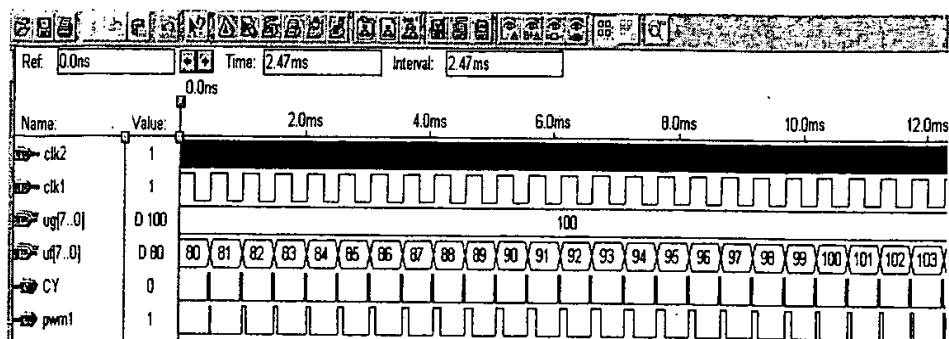 Ref: 0.0ns Time: 2.47ms Interval: 2.47ms
0.0ns
Name: Value: 2.0ms 4.0ms 6.0ms 8.0ms 10.0ms 12.0ms
clk2 1
clk1 1
ug[7..0] D 100 100
uf[7..0] D 80 80 81 82 83 84 85 86 87 88 89 90 91 92 93 94 95 96 97 98 99 100 101 102 103
CY 0
pwm1 1